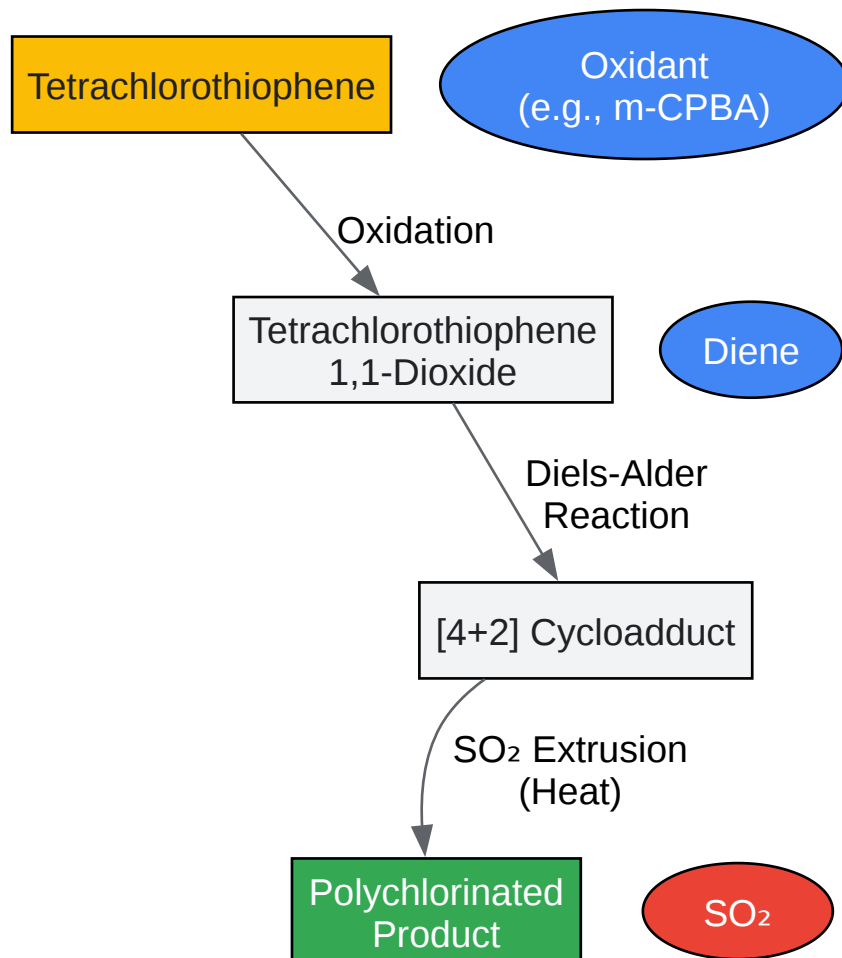 Tetrachlorothiophene
Oxidant
(e.g., m-CPBA)
Oxidation
Tetrachlorothiophene
1,1-Dioxide
Diene
Diels-Alder
Reaction
[4+2] Cycloadduct
SO₂ Extrusion
(Heat)
Polychlorinated
Product
SO₂